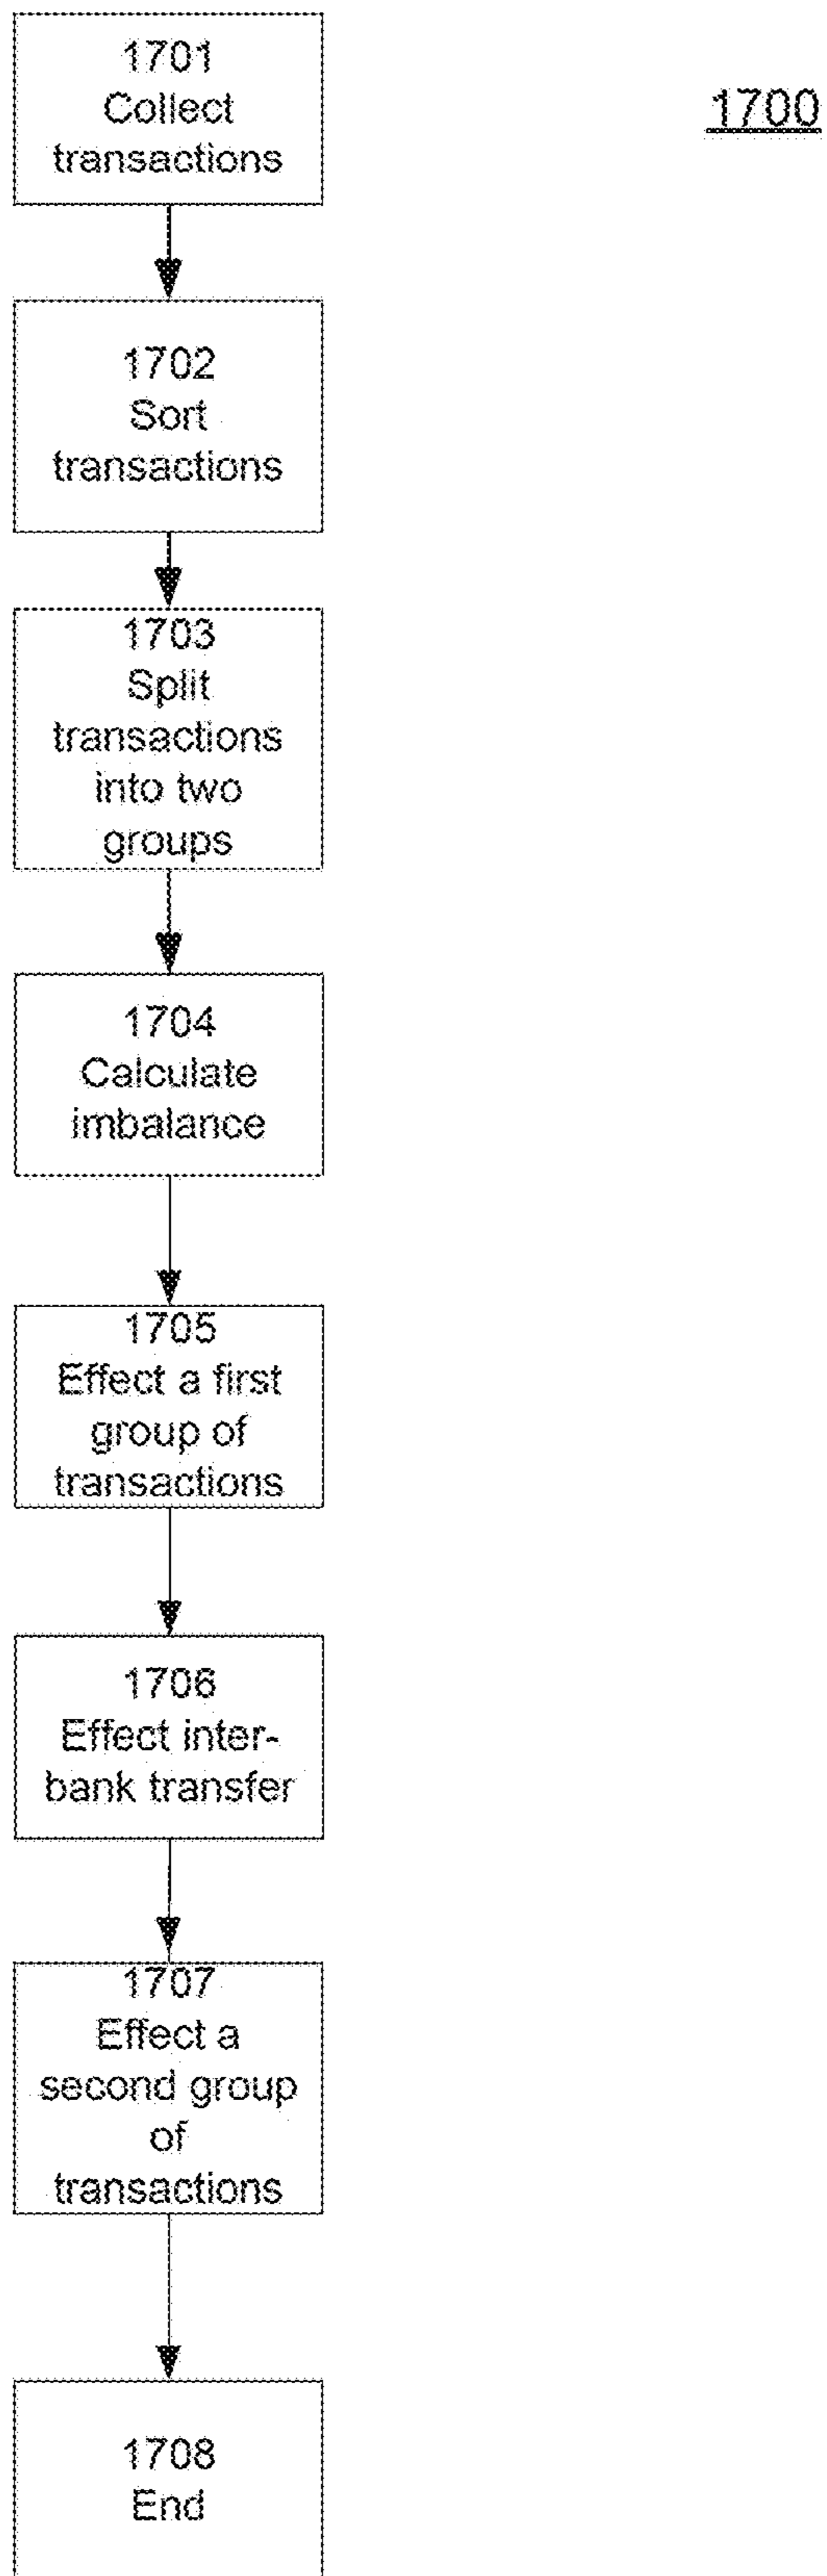 1701
Collect
transactions
1700
1702
Sort
transactions
1703
Split
transactions
into two
groups
1704
Calculate
imbalance
1705
Effect a first
group of
transactions
1706
Effect inter-
bank transfer
1707
Effect a
second group
of
transactions
1708
End